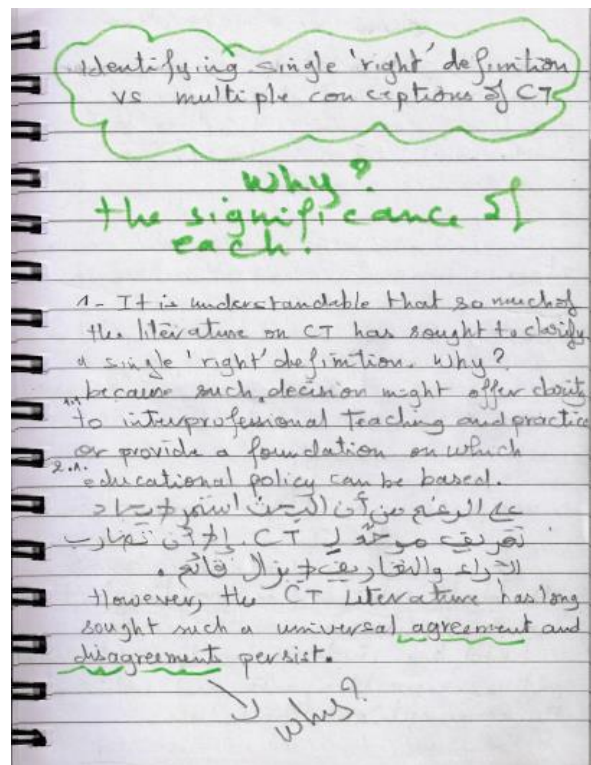 Identifying single 'right' definition
vs multiple conceptions of CT
Why?
the significance of
each!
1- It is understandable that so much of
the literature on CT has sought to clarify
a single 'right' definition. Why?
because such decision might offer clarity
1.1
to interprofessional teaching and practice
or provide a foundation on which
2.1.
educational policy can be based.
على الرغم من أن البحث استمر لإيجاد
تعريف موحد لـ CT. إلا أن تضارب
الآراء والتعاريف لا يزال قائم.
However, the CT literature has long
sought such a universal agreement and
disagreements persist.
why?